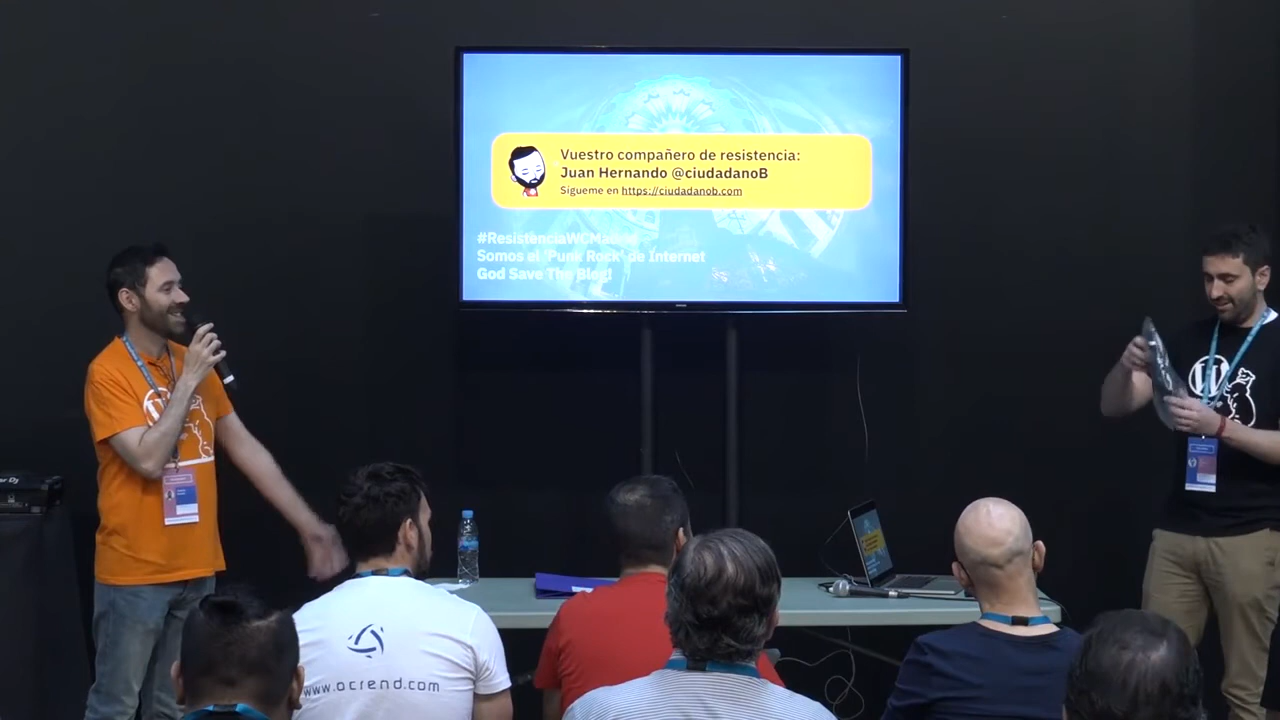 Vuestro compañero de resistencia:
Juan Hernando @ciudadanoB
Sígueme en https://ciudadanob.com
#ResistenciaWCMadrid
Somos el 'Punk Rock' de Internet
God Save The Blog!
www.ocrend.com
W